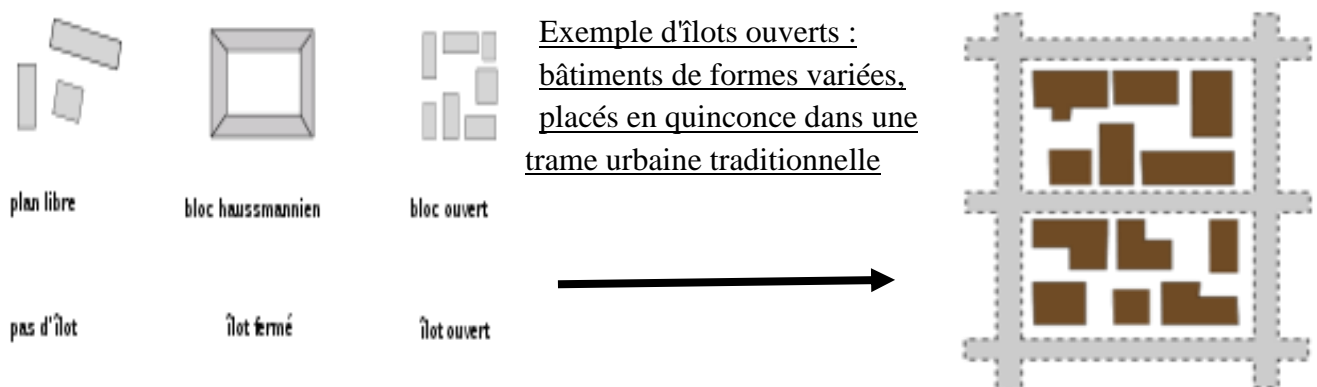 Exemple d'îlots ouverts :
bâtiments de formes variées,
placés en quinconce dans une
trame urbaine traditionnelle
plan libre
bloc haussmannien
bloc ouvert
pas d'îlot
îlot fermé
îlot ouvert